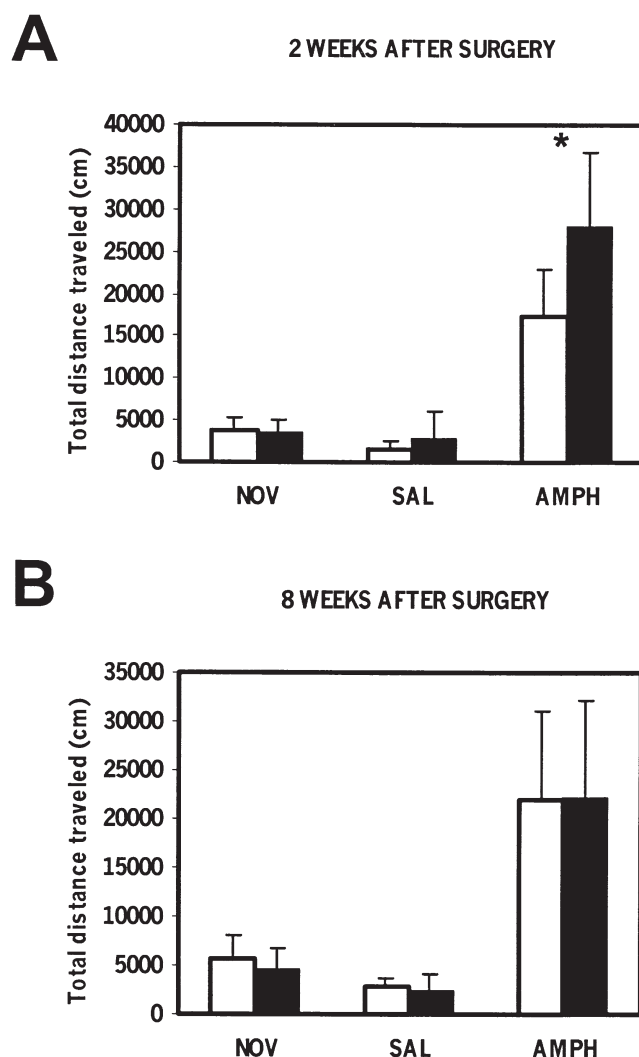 A
2 WEEKS AFTER SURGERY
Total distance traveled (cm)
40000
35000
30000
25000
20000
15000
10000
5000
0
*
NOV SAL AMPH
B
8 WEEKS AFTER SURGERY
Total distance traveled (cm)
35000
30000
25000
20000
15000
10000
5000
0
NOV SAL AMPH